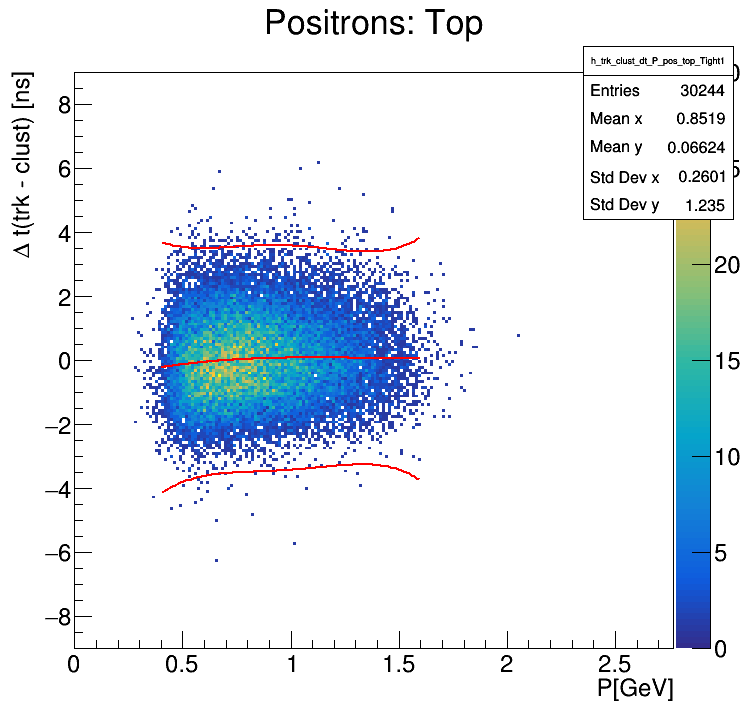 Positrons: Top
h_trk_clust_dt_P_pos_top_Tight1
Entries 30244
Mean x 0.8519
Mean y 0.06624
Std Dev x 0.2601
Std Dev y 1.235
Δ t(trk - clust) [ns]
8
6
4
2
0
−2
−4
−6
−8
0 0.5 1 1.5 2 2.5
P[GeV]
20
15
10
5
0